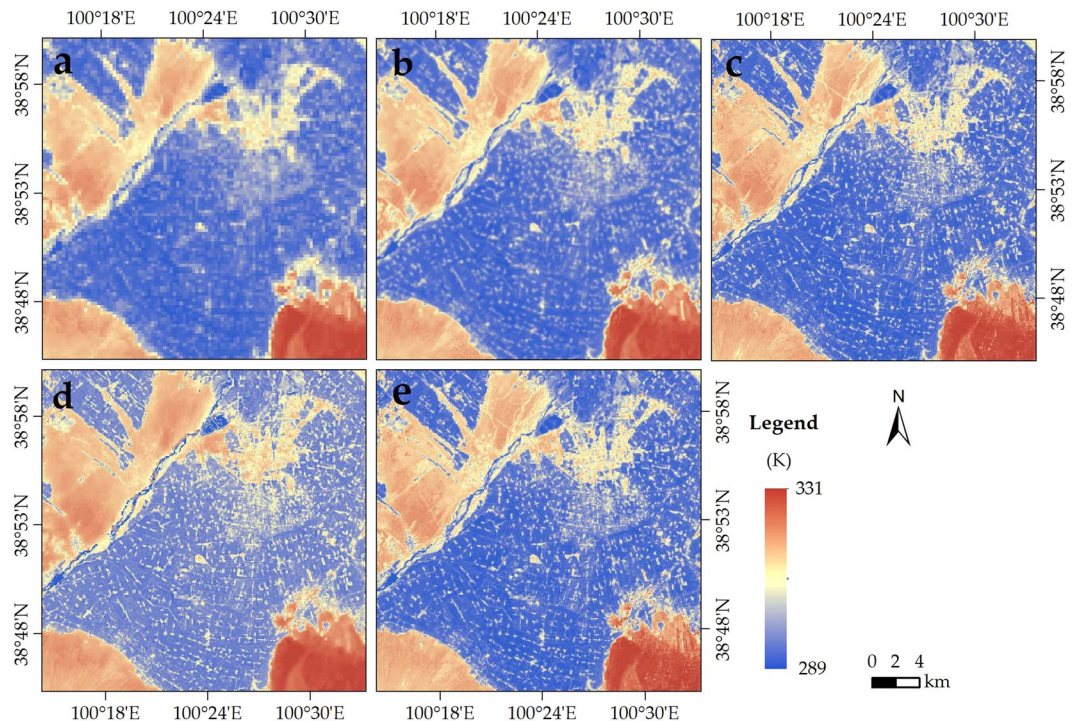 100°18'E 100°24'E 100°30'E 100°18'E 100°24'E 100°30'E 100°18'E 100°24'E 100°30'E
a b c
38°58'N 38°58'N
38°53'N 38°53'N
38°48'N 38°48'N
d e
38°58'N 38°58'N
38°53'N 38°53'N
38°48'N 38°48'N
100°18'E 100°24'E 100°30'E 100°18'E 100°24'E 100°30'E
N
Legend
(K)
331
289
0 2 4
km